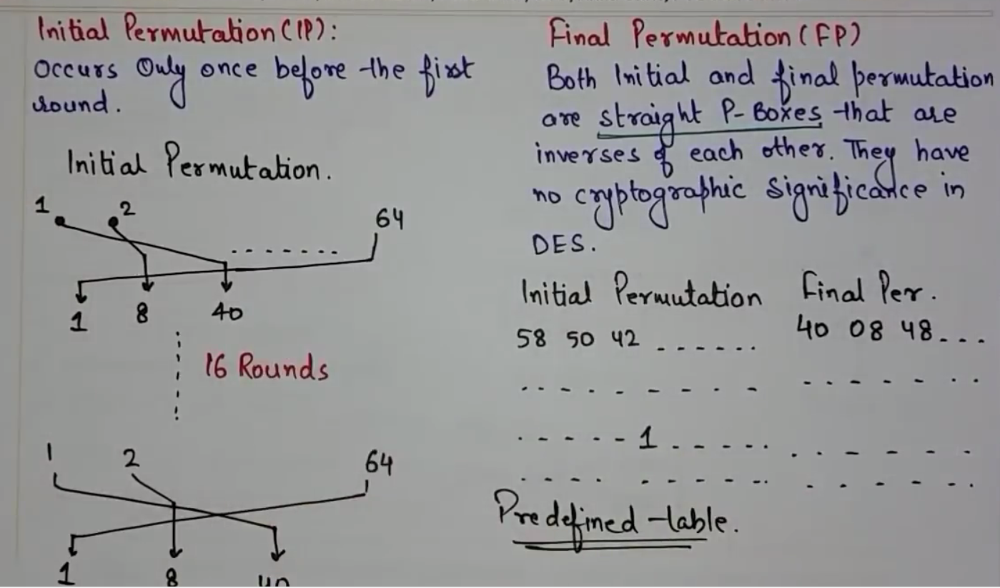 Initial Permutation (IP):
Occurs Only once before the first
round.
Initial Permutation.
1 2 64
.......
1 8 40
16 Rounds
1 2 64
1 8 40
Final Permutation (FP)
Both Initial and final permutation
are straight P-Boxes that are
inverses of each other. They have
no cryptographic significance in
DES.
Initial Permutation Final Per.
58 50 42 ...... 40 08 48...
..... 1 .....
Predefined table.